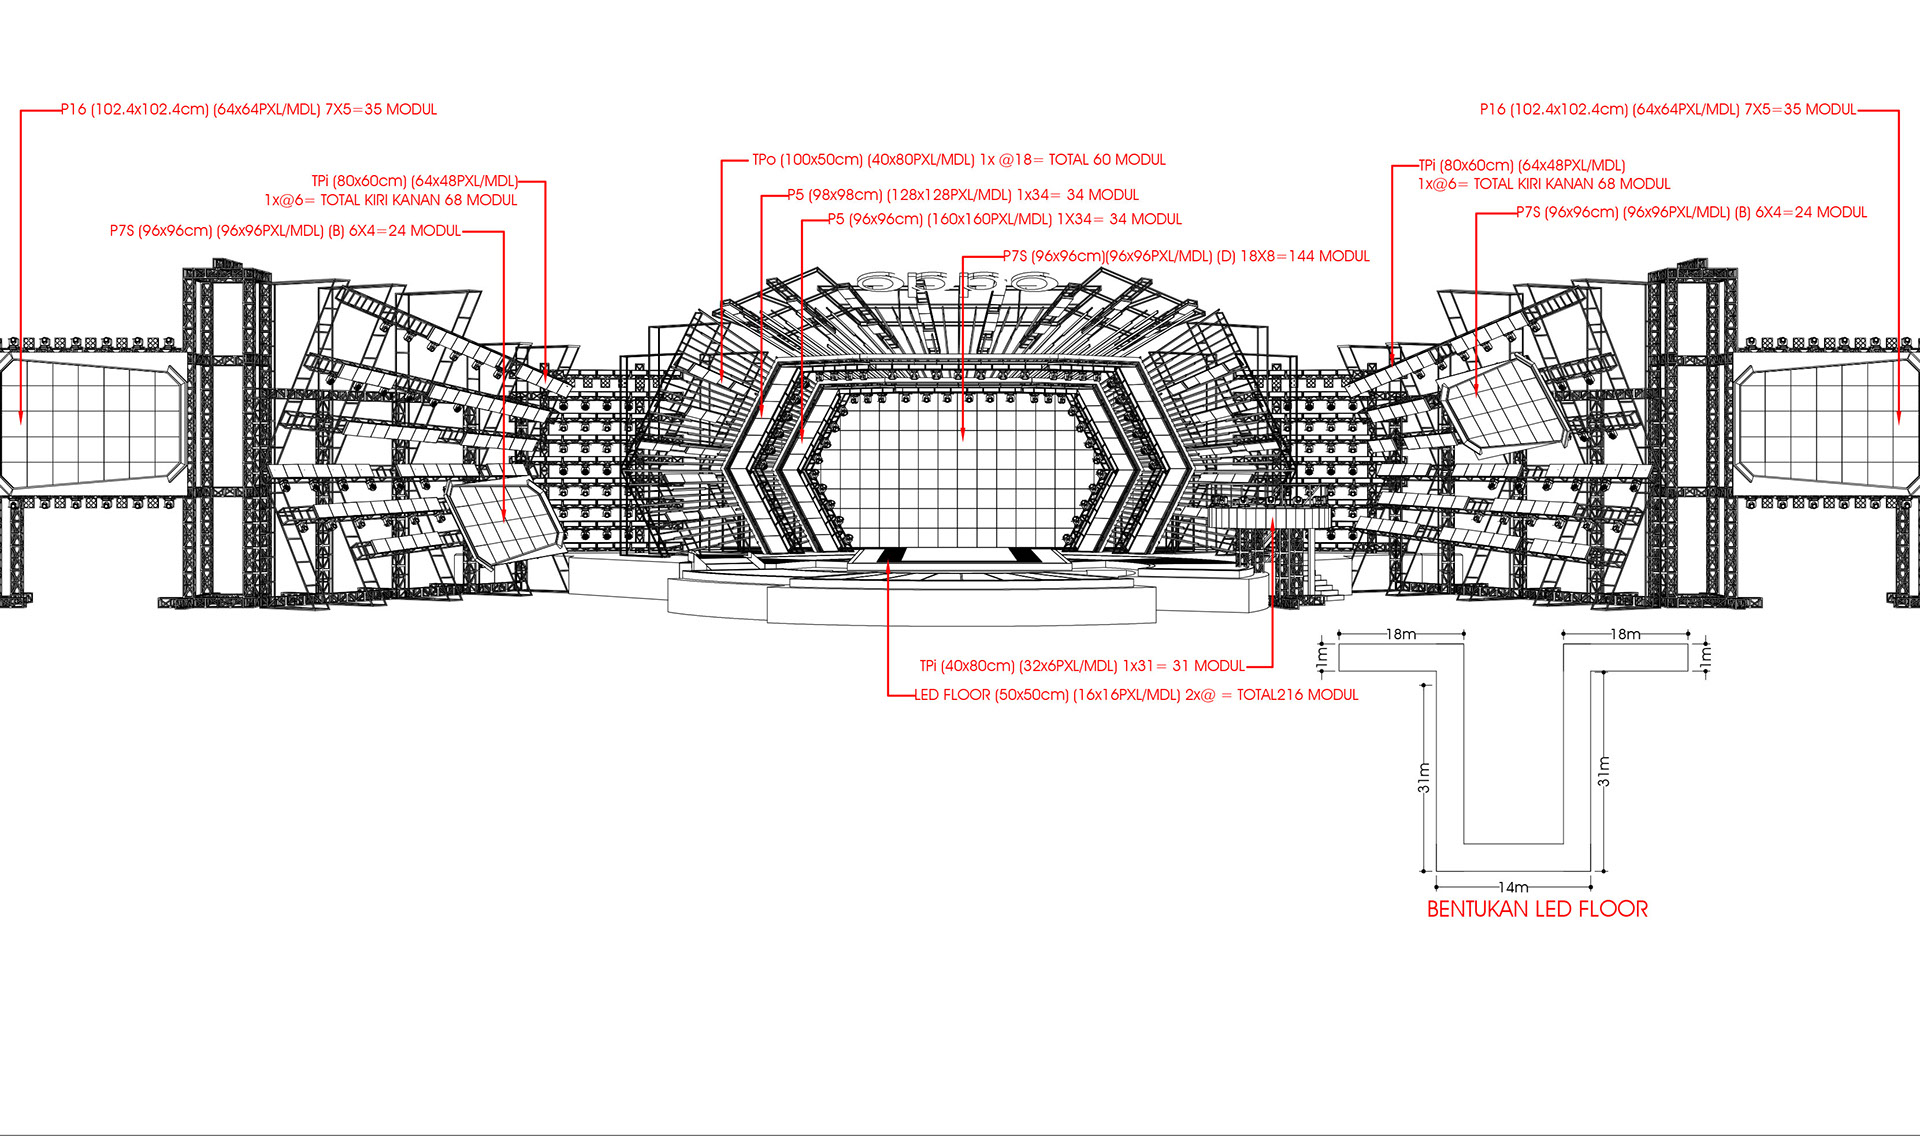 P16 (102.4x102.4cm) (64x64PXL/MDL) 7X5=35 MODUL
P16 (102.4x102.4cm) (64x64PXL/MDL) 7X5=35 MODUL
TPo (100x50cm) (40x80PXL/MDL) 1x @18= TOTAL 60 MODUL
TPi (80x60cm) (64x48PXL/MDL)
1x@6= TOTAL KIRI KANAN 68 MODUL
TPi (80x60cm) (64x48PXL/MDL)
1x@6= TOTAL KIRI KANAN 68 MODUL
P5 (98x98cm) (128x128PXL/MDL) 1x34= 34 MODUL
P5 (96x96cm) (160x160PXL/MDL) 1X34= 34 MODUL
P7S (96x96cm) (96x96PXL/MDL) (B) 6X4=24 MODUL
P7S (96x96cm) (96x96PXL/MDL) (B) 6X4=24 MODUL
P7S (96x96cm)(96x96PXL/MDL) (D) 18X8=144 MODUL
oppo
TPi (40x80cm) (32x6PXL/MDL) 1x31= 31 MODUL
LED FLOOR (50x50cm) (16x16PXL/MDL) 2x@ = TOTAL216 MODUL
18m
18m
1m
1m
31m
31m
14m
BENTUKAN LED FLOOR